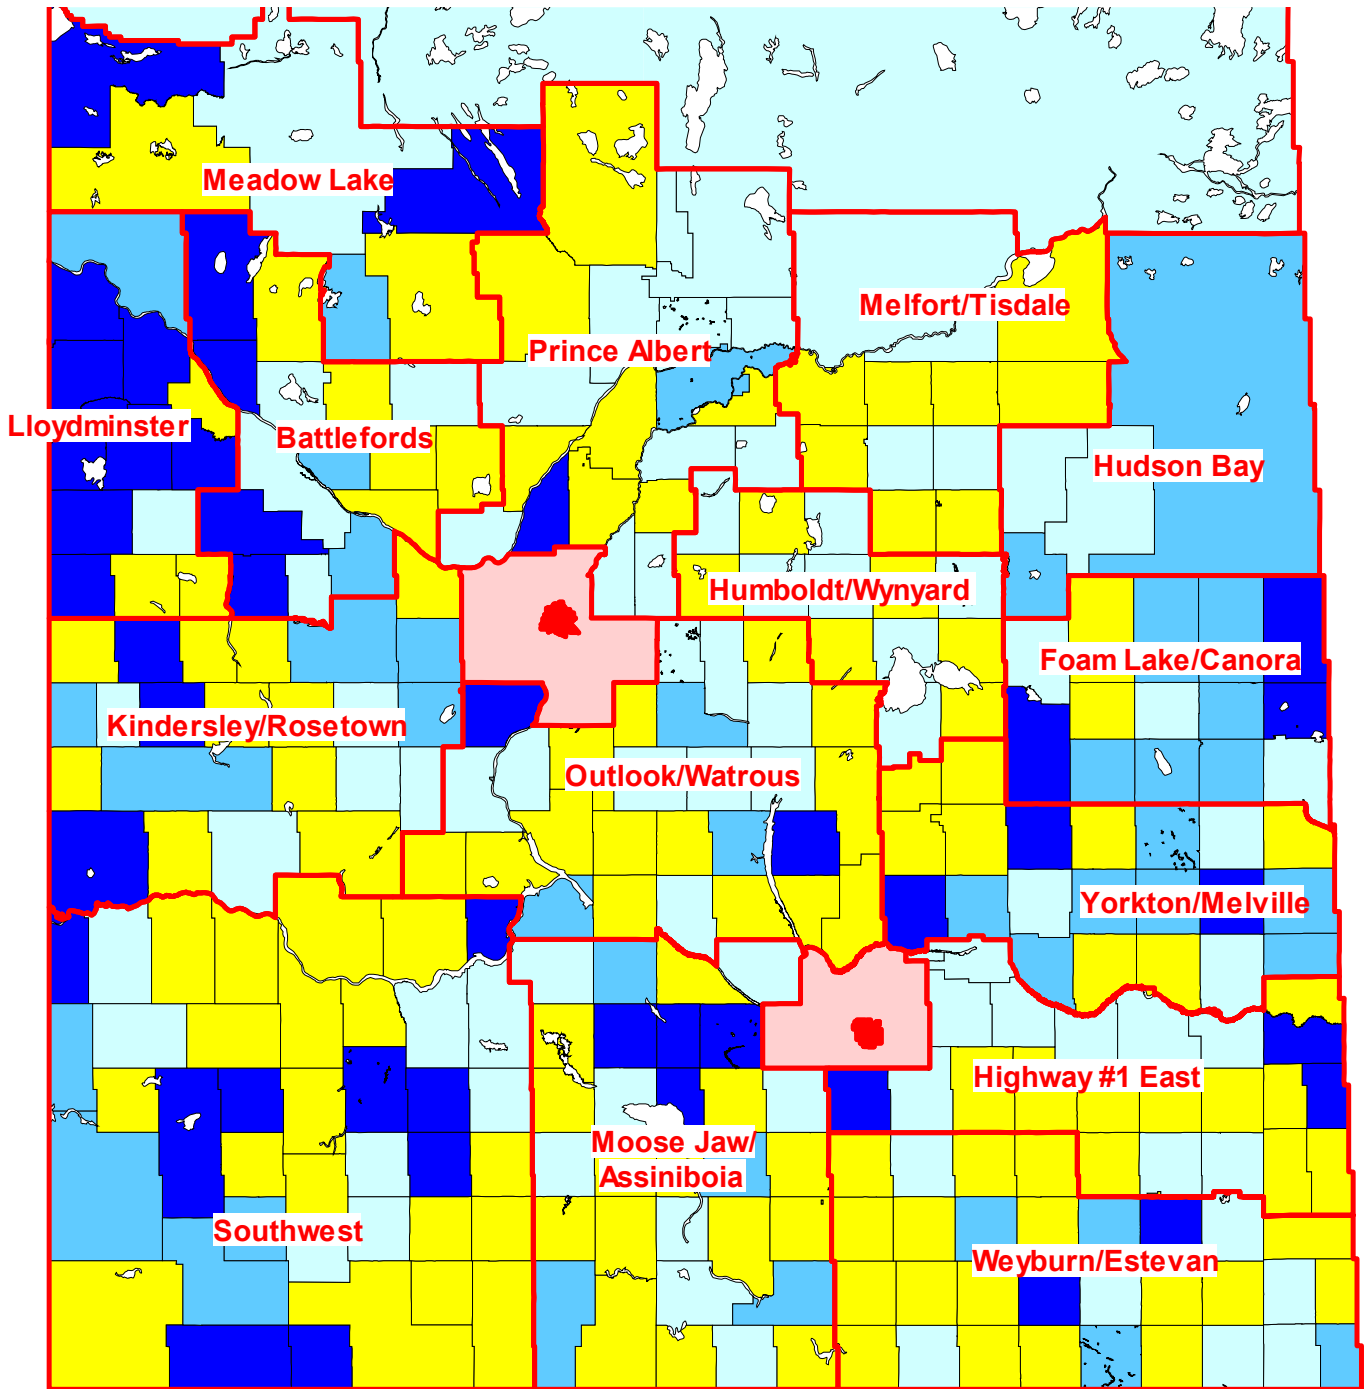 Meadow Lake
Melfort/Tisdale
Prince Albert
Lloydminster
Battlefords
Hudson Bay
Humboldt/Wynyard
Foam Lake/Canora
Kindersley/Rosetown
Outlook/Watrous
Yorkton/Melville
Highway #1 East
Moose Jaw/
Assiniboia
Southwest
Weyburn/Estevan